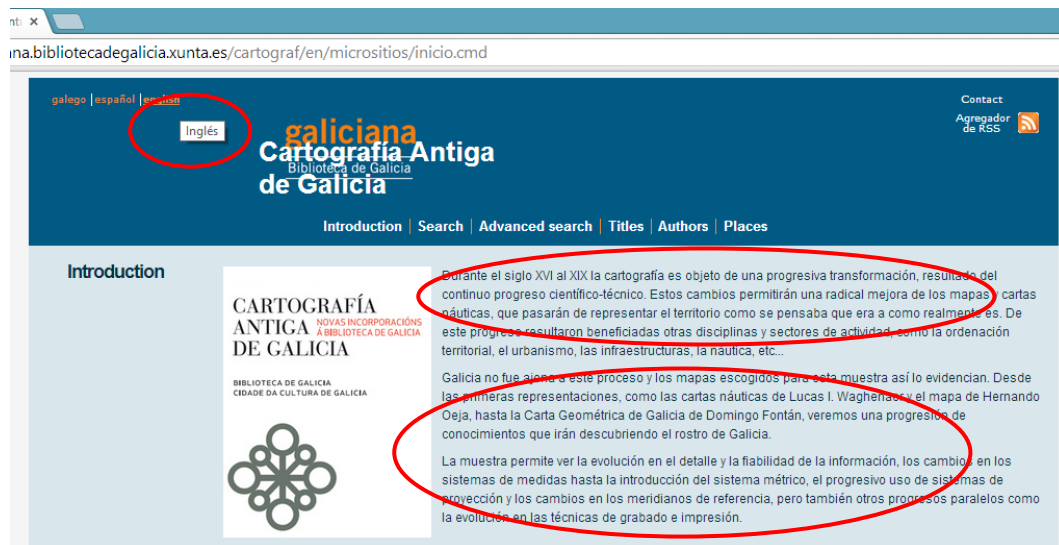 nti
na.bibliotecadegalicia.xunta.es/cartograf/en/micrositios/inicio.cmd
galego | español | english
Inglés
Contact
Agregador
de RSS
galiciana
Cartografía Antiga
Biblioteca de Galicia
de Galicia
Introduction | Search | Advanced search | Titles | Authors | Places
Introduction
CARTOGRAFÍA
ANTIGA NOVAS INCORPORACIÓNS
Á BIBLIOTECA DE GALICIA
DE GALICIA
BIBLIOTECA DE GALICIA
CIDADE DA CULTURA DE GALICIA
Durante el siglo XVI al XIX la cartografía es objeto de una progresiva transformación, resultado del
continuo progreso científico-técnico. Estos cambios permitirán una radical mejora de los mapas y cartas
náuticas, que pasarán de representar el territorio como se pensaba que era a como realmente es. De
este progreso resultaron beneficiadas otras disciplinas y sectores de actividad, como la ordenación
territorial, el urbanismo, las infraestructuras, la náutica, etc...
Galicia no fue ajena a este proceso y los mapas escogidos para esta muestra así lo evidencian. Desde
las primeras representaciones, como las cartas náuticas de Lucas I. Waghenaer y el mapa de Hernando
Oeja, hasta la Carta Geométrica de Galicia de Domingo Fontán, veremos una progresión de
conocimientos que irán descubriendo el rostro de Galicia.
La muestra permite ver la evolución en el detalle y la fiabilidad de la información, los cambios en los
sistemas de medidas hasta la introducción del sistema métrico, el progresivo uso de sistemas de
proyección y los cambios en los meridianos de referencia, pero también otros progresos paralelos como
la evolución en las técnicas de grabado e impresión.